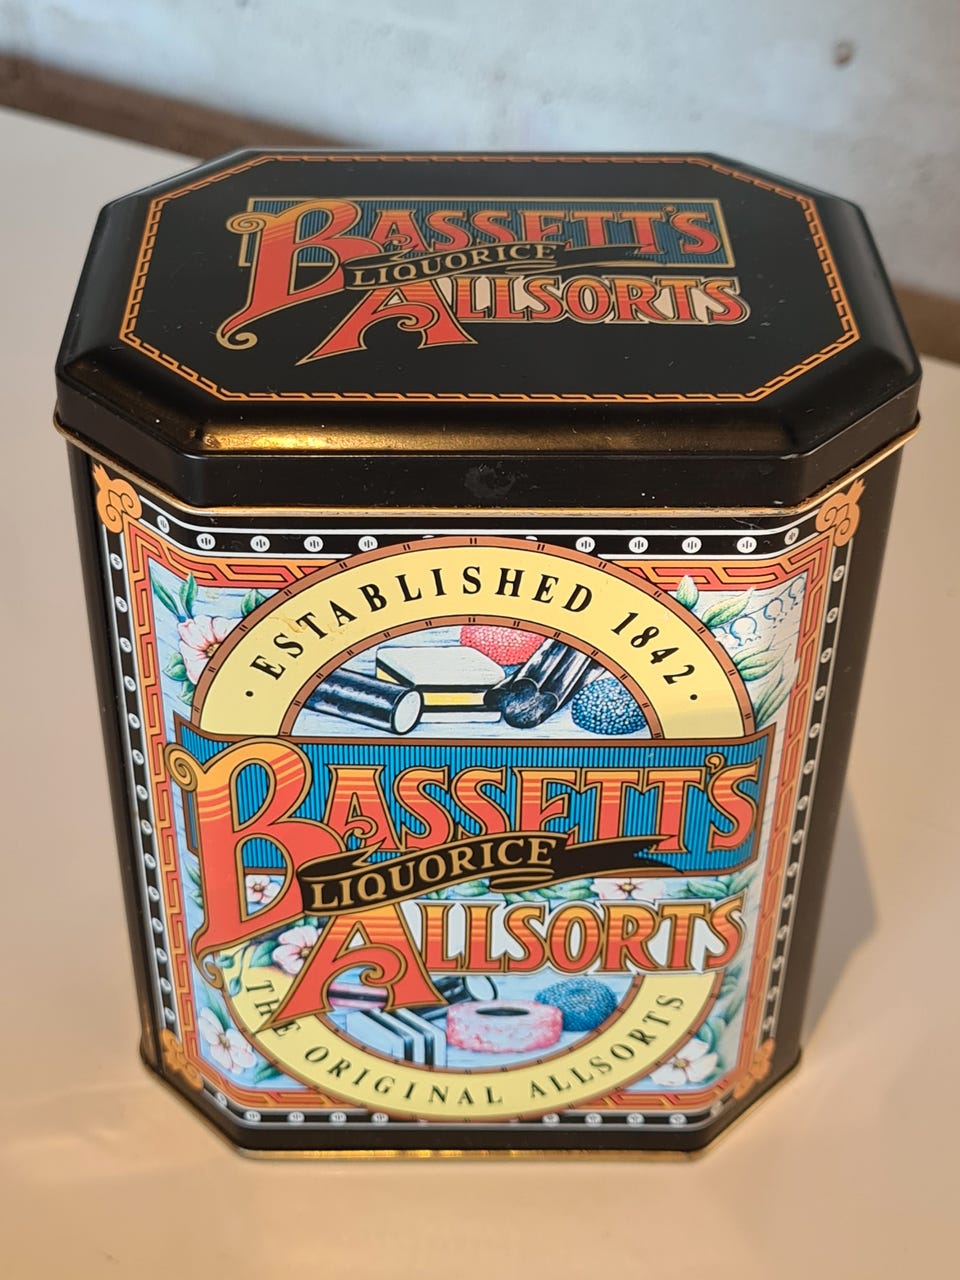 BASSETT'S
LIQUORICE
ALLSORTS
· ESTABLISHED 1842 ·
BASSETT'S
LIQUORICE
ALLSORTS
THE ORIGINAL ALLSORTS